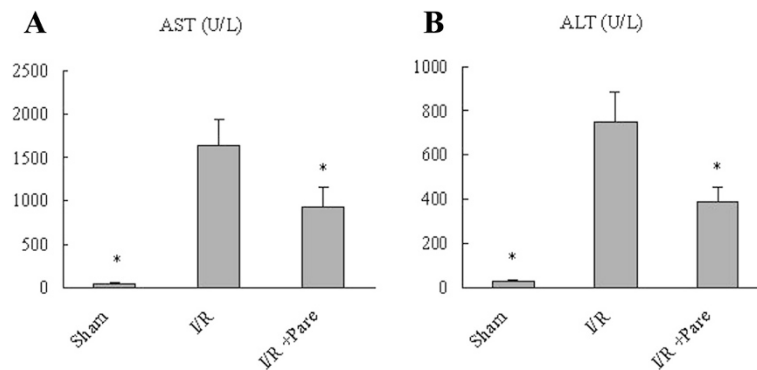 A
AST (U/L)
2500
2000
1500
1000
500
0
*
*
Sham
I/R
I/R +Pare
B
ALT (U/L)
1000
800
600
400
200
0
*
*
Sham
I/R
I/R +Pare